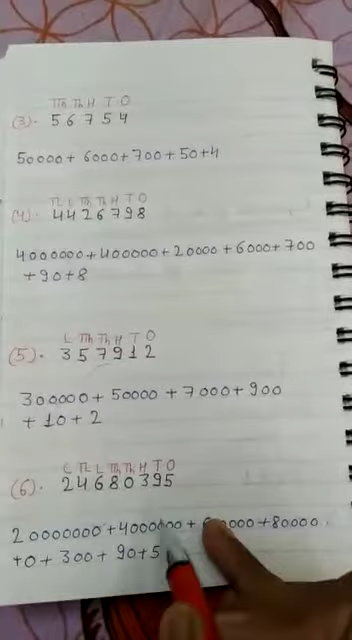 TTh Th H T O
(3). 56754
50000+ 6000+700+50+4
TL L TTh Th H T O
(4). 4426798
4000000+400000+20000+6000+700
+90+8
L TTh Th H T O
(5). 357912
300000+50000+7000+900
+10+2
C TL L TTh Th H T O
(6). 24680395
20000000+4000000+ +80000
+0+300+90+5